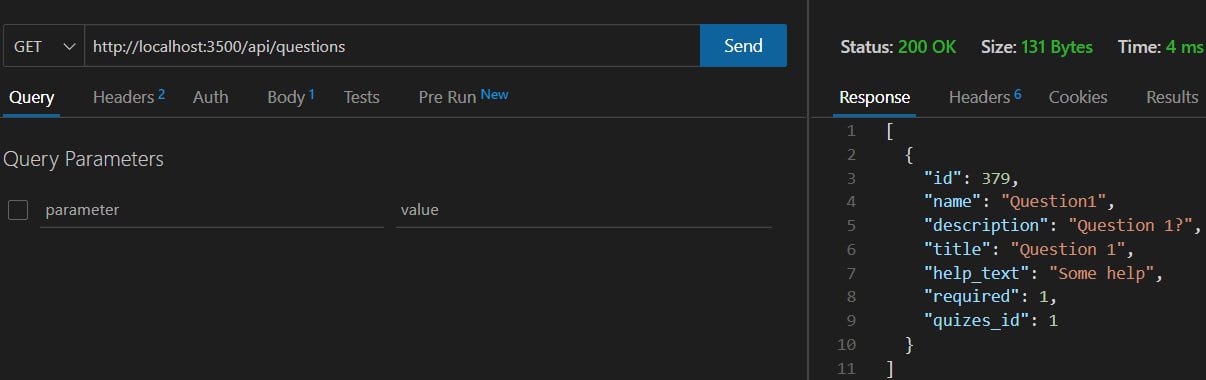 GET http://localhost:3500/api/questions Send
Query Headers 2 Auth Body 1 Tests Pre Run New
Query Parameters
parameter value
Status: 200 OK Size: 131 Bytes Time: 4 ms
Response Headers 6 Cookies Results
1 [
2 {
3 "id": 379,
4 "name": "Question1",
5 "description": "Question 1?",
6 "title": "Question 1",
7 "help_text": "Some help",
8 "required": 1,
9 "quizes_id": 1
10 }
11 ]